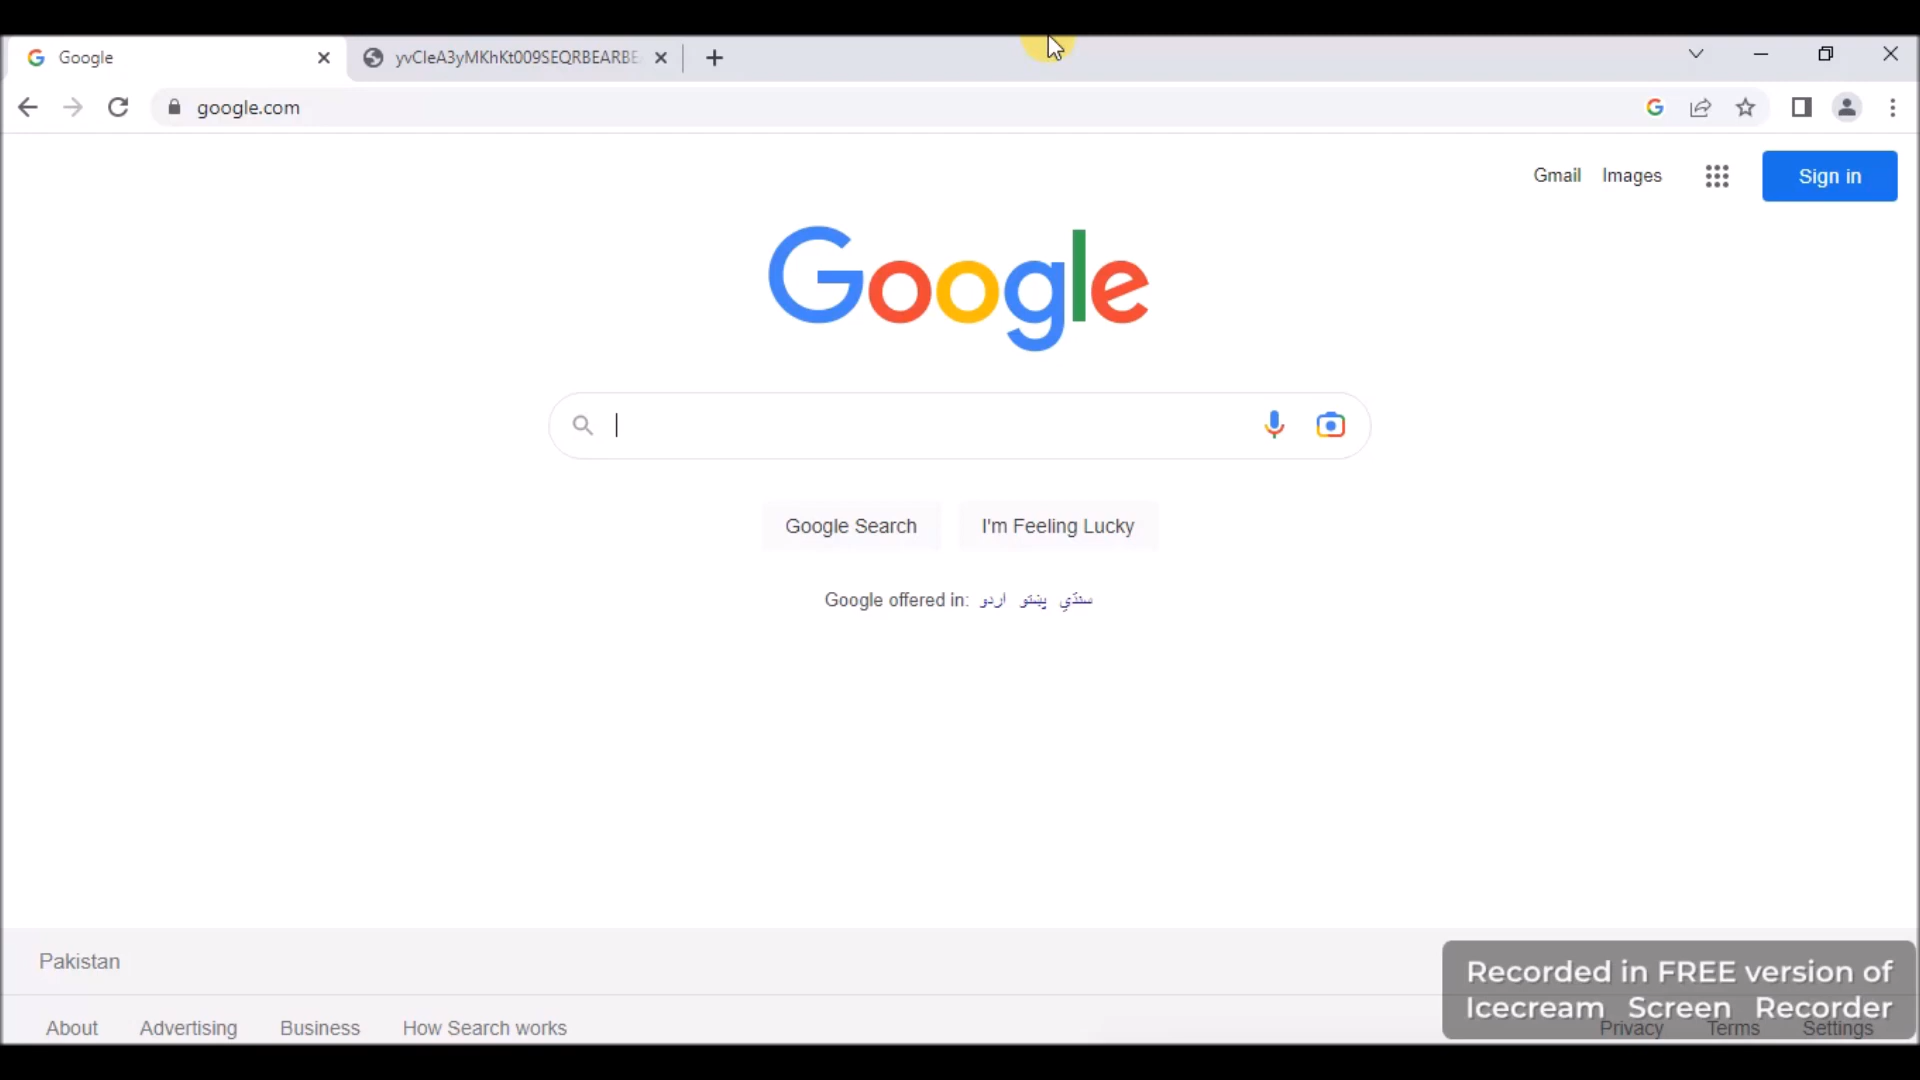 Google
yvCIeA3yMKhKt009SEQRBEARBE
google.com
Gmail Images Sign in
Google
Google Search I'm Feeling Lucky
Google offered in: اردو پښتو سنڌي
Pakistan
Recorded in FREE version of
Icecream Screen Recorder
About Advertising Business How Search works Privacy Terms Settings